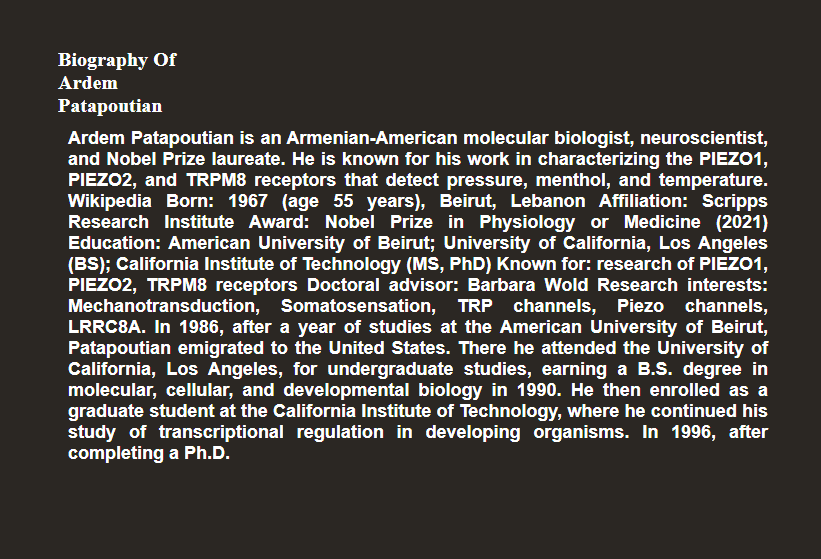 Biography Of
Ardem
Patapoutian
Ardem Patapoutian is an Armenian-American molecular biologist, neuroscientist,
and Nobel Prize laureate. He is known for his work in characterizing the PIEZO1,
PIEZO2, and TRPM8 receptors that detect pressure, menthol, and temperature.
Wikipedia Born: 1967 (age 55 years), Beirut, Lebanon Affiliation: Scripps
Research Institute Award: Nobel Prize in Physiology or Medicine (2021)
Education: American University of Beirut; University of California, Los Angeles
(BS); California Institute of Technology (MS, PhD) Known for: research of PIEZO1,
PIEZO2, TRPM8 receptors Doctoral advisor: Barbara Wold Research interests:
Mechanotransduction, Somatosensation, TRP channels, Piezo channels,
LRRC8A. In 1986, after a year of studies at the American University of Beirut,
Patapoutian emigrated to the United States. There he attended the University of
California, Los Angeles, for undergraduate studies, earning a B.S. degree in
molecular, cellular, and developmental biology in 1990. He then enrolled as a
graduate student at the California Institute of Technology, where he continued his
study of transcriptional regulation in developing organisms. In 1996, after
completing a Ph.D.